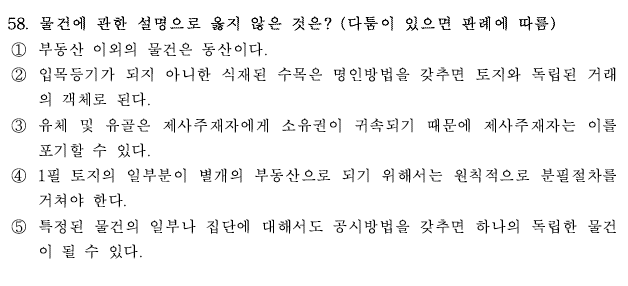 58. 물건에 관한 설명으로 옳지 않은 것은? (다툼이 있으면 판례에 따름)
① 부동산 이외의 물건은 동산이다.
② 입목등기가 되지 아니한 식재된 수목은 명인방법을 갖추면 토지와 독립된 거래
의 객체로 된다.
③ 유체 및 유골은 제사주재자에게 소유권이 귀속되기 때문에 제사주재자는 이를
포기할 수 있다.
④ 1필 토지의 일부분이 별개의 부동산으로 되기 위해서는 원칙적으로 분필절차를
거쳐야 한다.
⑤ 특정된 물건의 일부나 집단에 대해서도 공시방법을 갖추면 하나의 독립한 물건
이 될 수 있다.